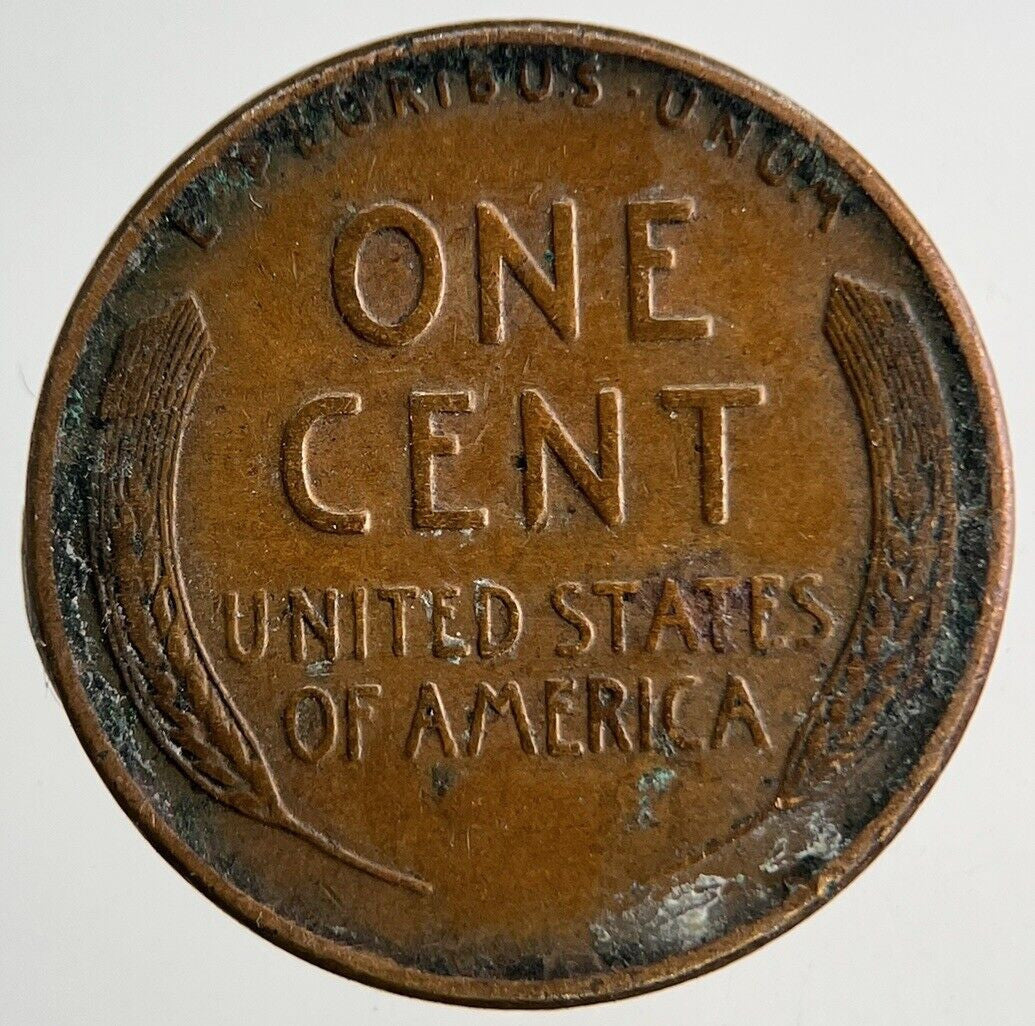 E PLURIBUS · UNUM
ONE
CENT
UNITED STATES
OF AMERICA